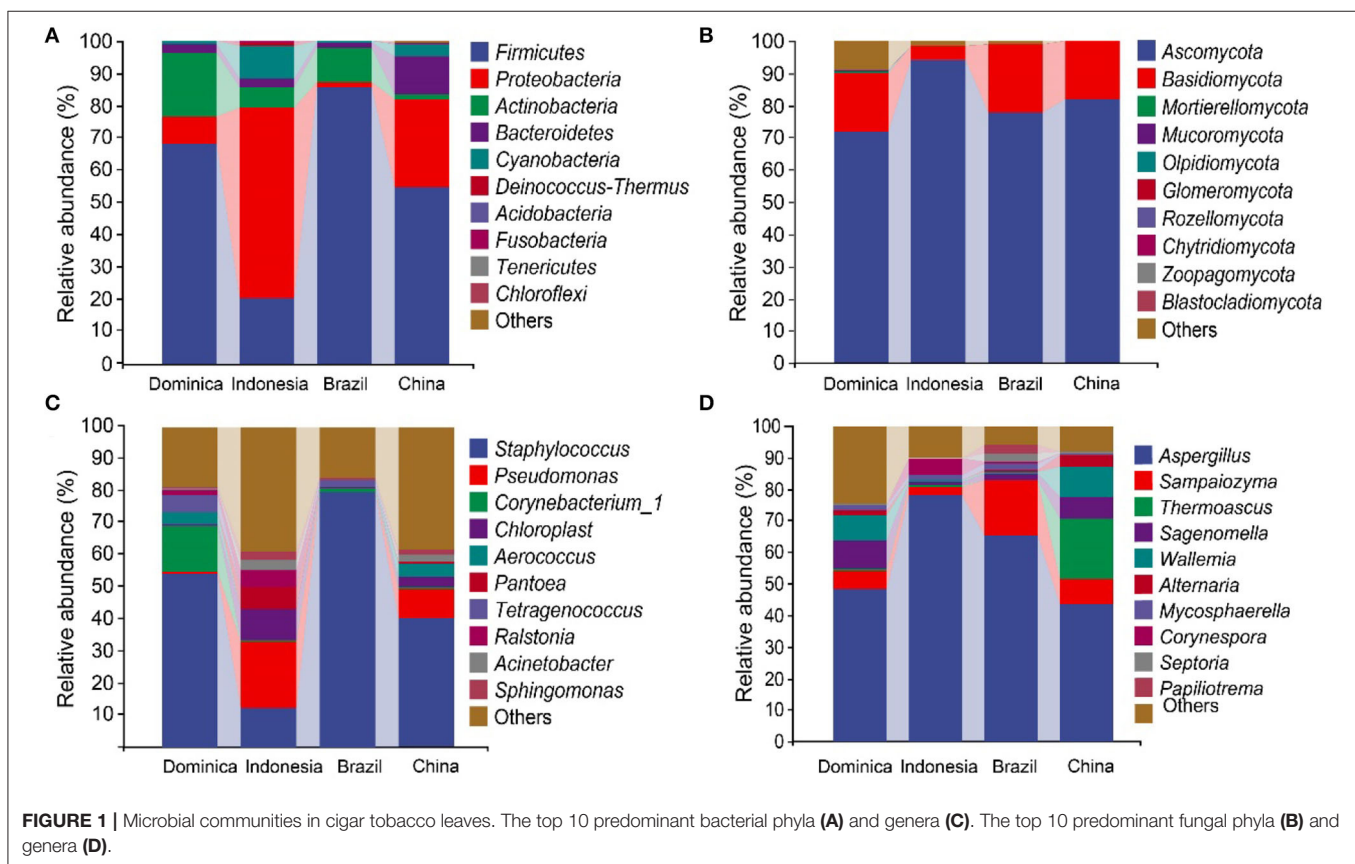 A
Relative abundance (%)
100
90
80
70
60
50
40
30
20
10
0
Dominica Indonesia Brazil China
Firmicutes
Proteobacteria
Actinobacteria
Bacteroidetes
Cyanobacteria
Deinococcus-Thermus
Acidobacteria
Fusobacteria
Tenericutes
Chloroflexi
Others
B
Relative abundance (%)
100
90
80
70
60
50
40
30
20
10
0
Dominica Indonesia Brazil China
Ascomycota
Basidiomycota
Mortierellomycota
Mucoromycota
Olpidiomycota
Glomeromycota
Rozellomycota
Chytridiomycota
Zoopagomycota
Blastocladiomycota
Others
C
Relative abundance (%)
100
90
80
70
60
50
40
30
20
10
Dominica Indonesia Brazil China
Staphylococcus
Pseudomonas
Corynebacterium_1
Chloroplast
Aerococcus
Pantoea
Tetragenococcus
Ralstonia
Acinetobacter
Sphingomonas
Others
D
Relative abundance (%)
100
90
80
70
60
50
40
30
20
10
0
Dominica Indonesia Brazil China
Aspergillus
Sampaiozyma
Thermoascus
Sagenomella
Wallemia
Alternaria
Mycosphaerella
Corynespora
Septoria
Papiliotrema
Others
FIGURE 1 | Microbial communities in cigar tobacco leaves. The top 10 predominant bacterial phyla (A) and genera (C). The top 10 predominant fungal phyla (B) and
genera (D).